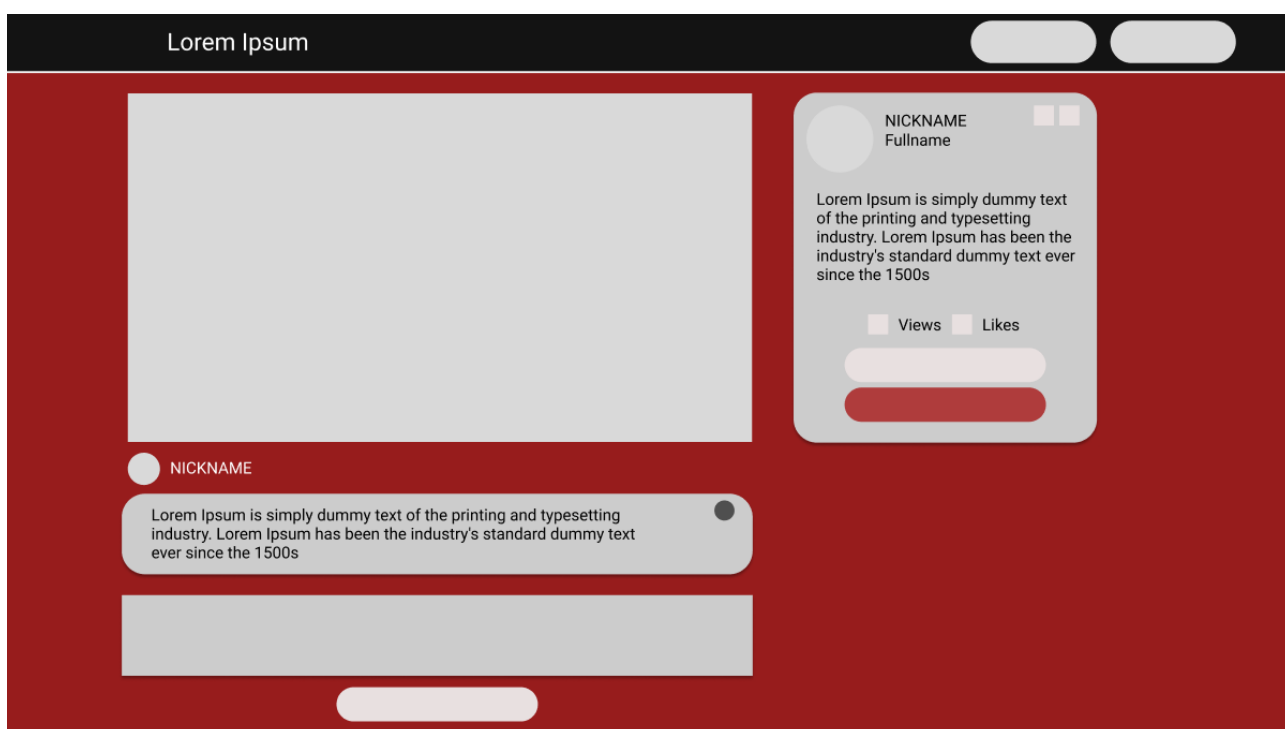 Lorem Ipsum
NICKNAME
Fullname
Lorem Ipsum is simply dummy text
of the printing and typesetting
industry. Lorem Ipsum has been the
industry's standard dummy text ever
since the 1500s
Views Likes
NICKNAME
Lorem Ipsum is simply dummy text of the printing and typesetting
industry. Lorem Ipsum has been the industry's standard dummy text
ever since the 1500s